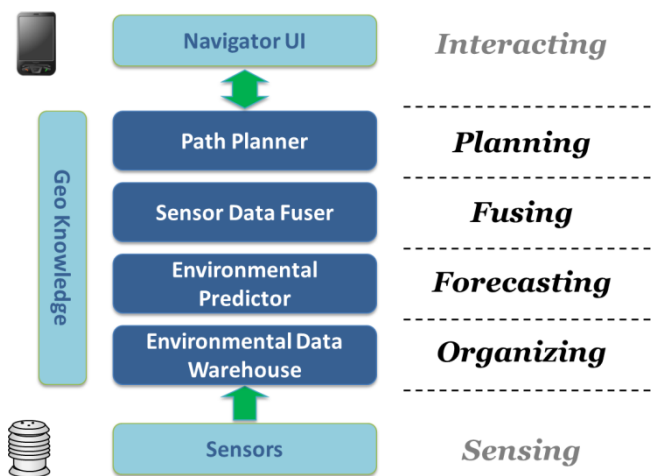 Navigator UI
Interacting
Path Planner
Planning
Geo Knowledge
Sensor Data Fuser
Fusing
Environmental
Predictor
Forecasting
Environmental Data
Warehouse
Organizing
Sensors
Sensing